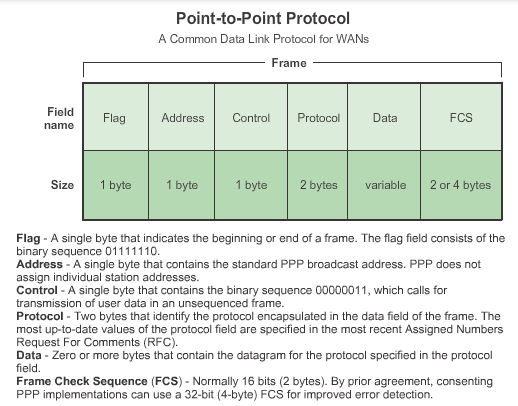 Point-to-Point Protocol
A Common Data Link Protocol for WANs
Frame
Field name Flag Address Control Protocol Data FCS
Size 1 byte 1 byte 1 byte 2 bytes variable 2 or 4 bytes
Flag - A single byte that indicates the beginning or end of a frame. The flag field consists of the
binary sequence 01111110.
Address - A single byte that contains the standard PPP broadcast address. PPP does not
assign individual station addresses.
Control - A single byte that contains the binary sequence 00000011, which calls for
transmission of user data in an unsequenced frame.
Protocol - Two bytes that identify the protocol encapsulated in the data field of the frame. The
most up-to-date values of the protocol field are specified in the most recent Assigned Numbers
Request For Comments (RFC).
Data - Zero or more bytes that contain the datagram for the protocol specified in the protocol
field.
Frame Check Sequence (FCS) - Normally 16 bits (2 bytes). By prior agreement, consenting
PPP implementations can use a 32-bit (4-byte) FCS for improved error detection.